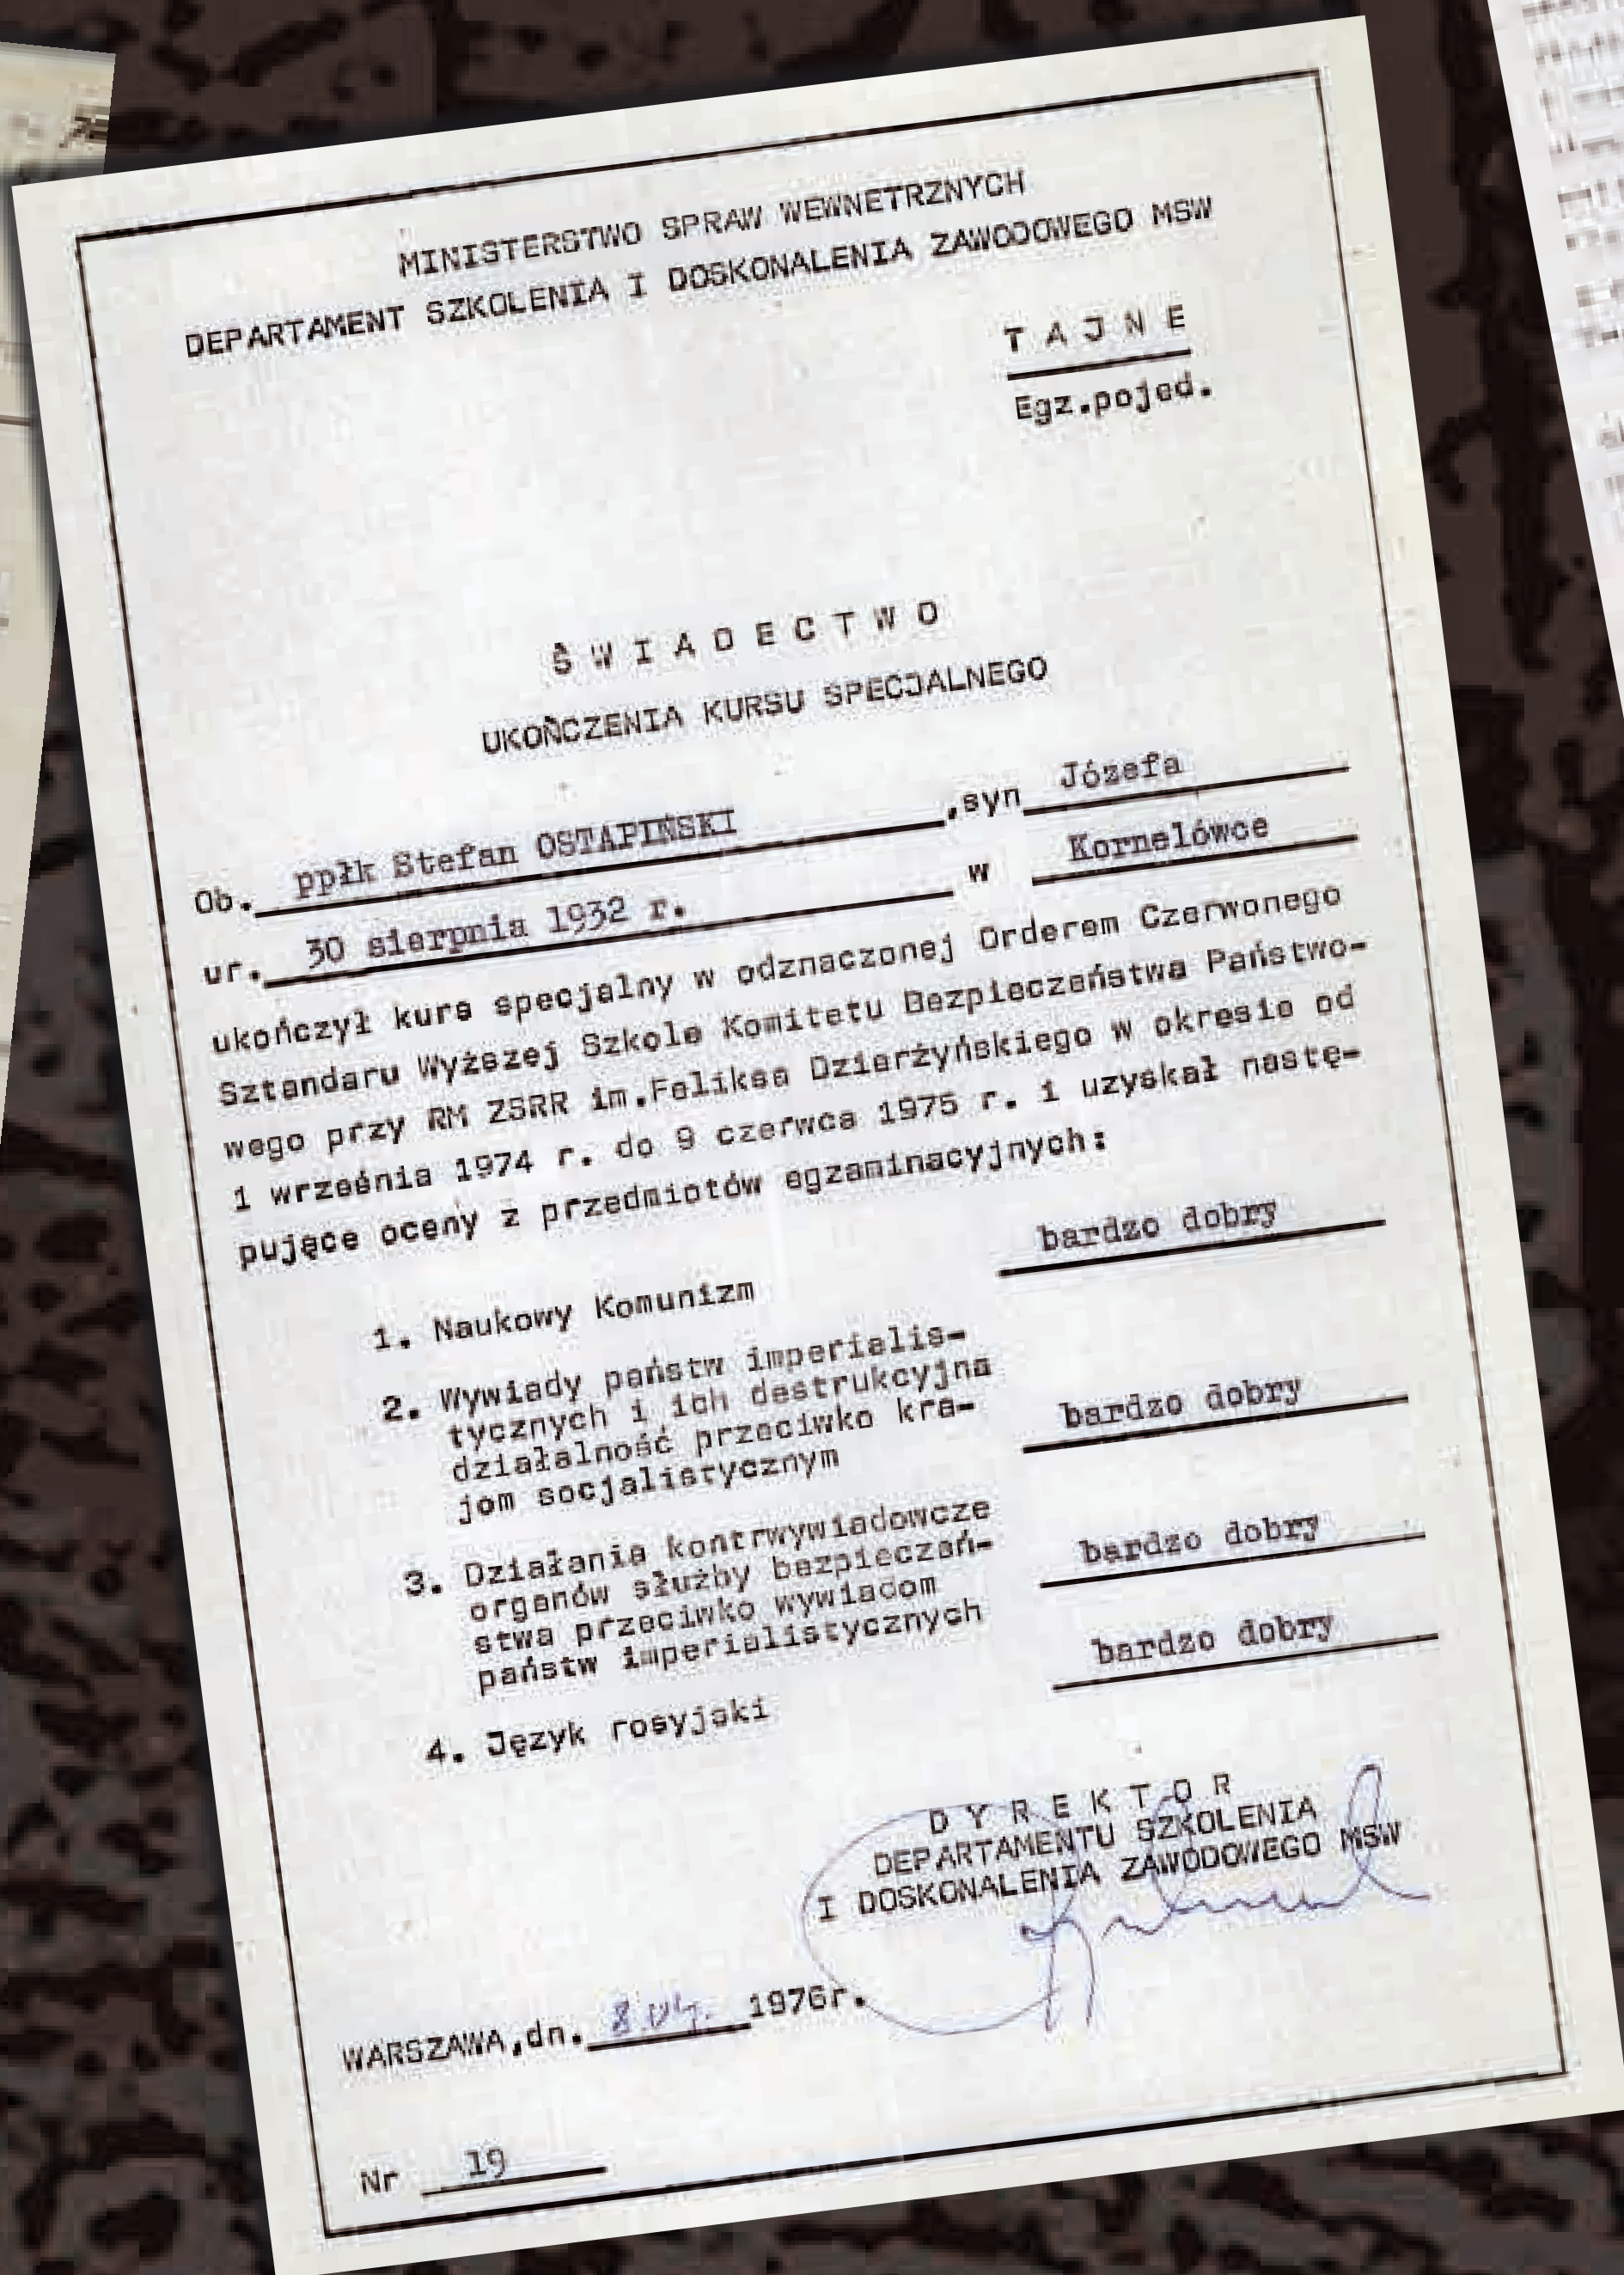 MINISTERSTWO SPRAW WEWNETRZNYCH
DEPARTAMENT SZKOLENIA I DOSKONALENIA ZAWODOWEGO MSW
T A J N E
Egz.pojed.
Ś W I A D E C T W O
UKOŃCZENIA KURSU SPECJALNEGO
Ob. ppłk Stefan OSTAPIŃSKI ,syn Józefa
ur. 30 sierpnia 1932 r. w Kornelówce
ukończył kurs specjalny w odznaczonej Orderem Czerwonego
Sztandaru Wyższej Szkole Komitetu Bezpieczeństwa Państwo-
wego przy RM ZSRR im.Feliksa Dzierżyńskiego w okresie od
1 września 1974 r. do 9 czerwca 1975 r. i uzyskał nastę-
pujęce oceny z przedmiotów egzaminacyjnych:
1. Naukowy Komunizm bardzo dobry
2. Wywiady państw imperialis-
tycznych i ich destrukcyjna
działalność przeciwko kra-
jom socjalistycznym bardzo dobry
3. Działania kontrwywiadowcze
organów służby bezpieczeń-
stwa przeciwko wywiadom
państw imperialistycznych bardzo dobry
4. Język rosyjski bardzo dobry
D Y R E K T O R
DEPARTAMENTU SZKOLENIA
I DOSKONALENIA ZAWODOWEGO MSW
WARSZAWA,dn. 1976r.
Nr 19